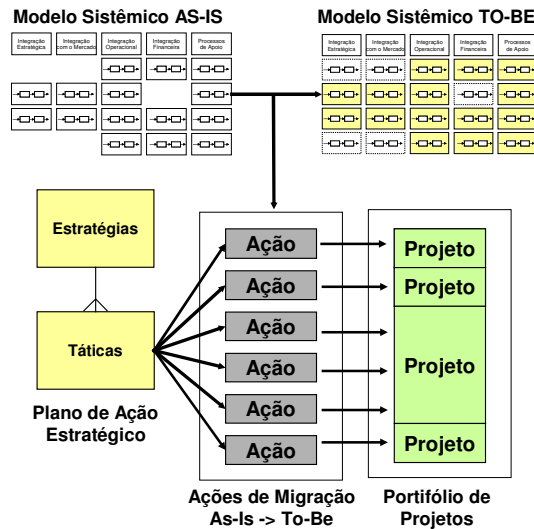 Modelo Sistêmico AS-IS
Integração Estratégica
Integração com o Mercado
Integração Operacional
Integração Financeira
Processos de Apoio
Modelo Sistêmico TO-BE
Integração Estratégica
Integração com o Mercado
Integração Operacional
Integração Financeira
Processos de Apoio
Estratégias
Táticas
Plano de Ação
Estratégico
Ação
Ação
Ação
Ação
Ação
Ação
Ações de Migração
As-Is -> To-Be
Projeto
Projeto
Projeto
Projeto
Portifólio de
Projetos